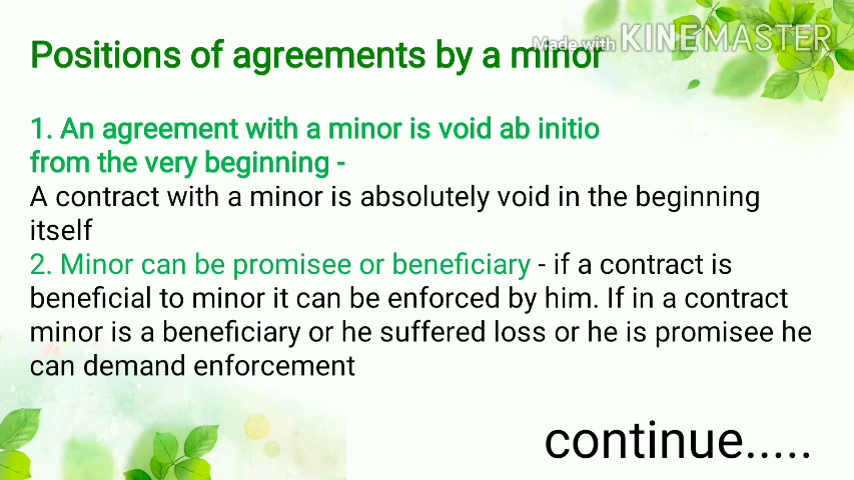 Positions of agreements by a minor
Made with KINEMASTER
1. An agreement with a minor is void ab initio
from the very beginning -
A contract with a minor is absolutely void in the beginning
itself
2. Minor can be promisee or beneficiary - if a contract is
beneficial to minor it can be enforced by him. If in a contract
minor is a beneficiary or he suffered loss or he is promisee he
can demand enforcement
continue.....